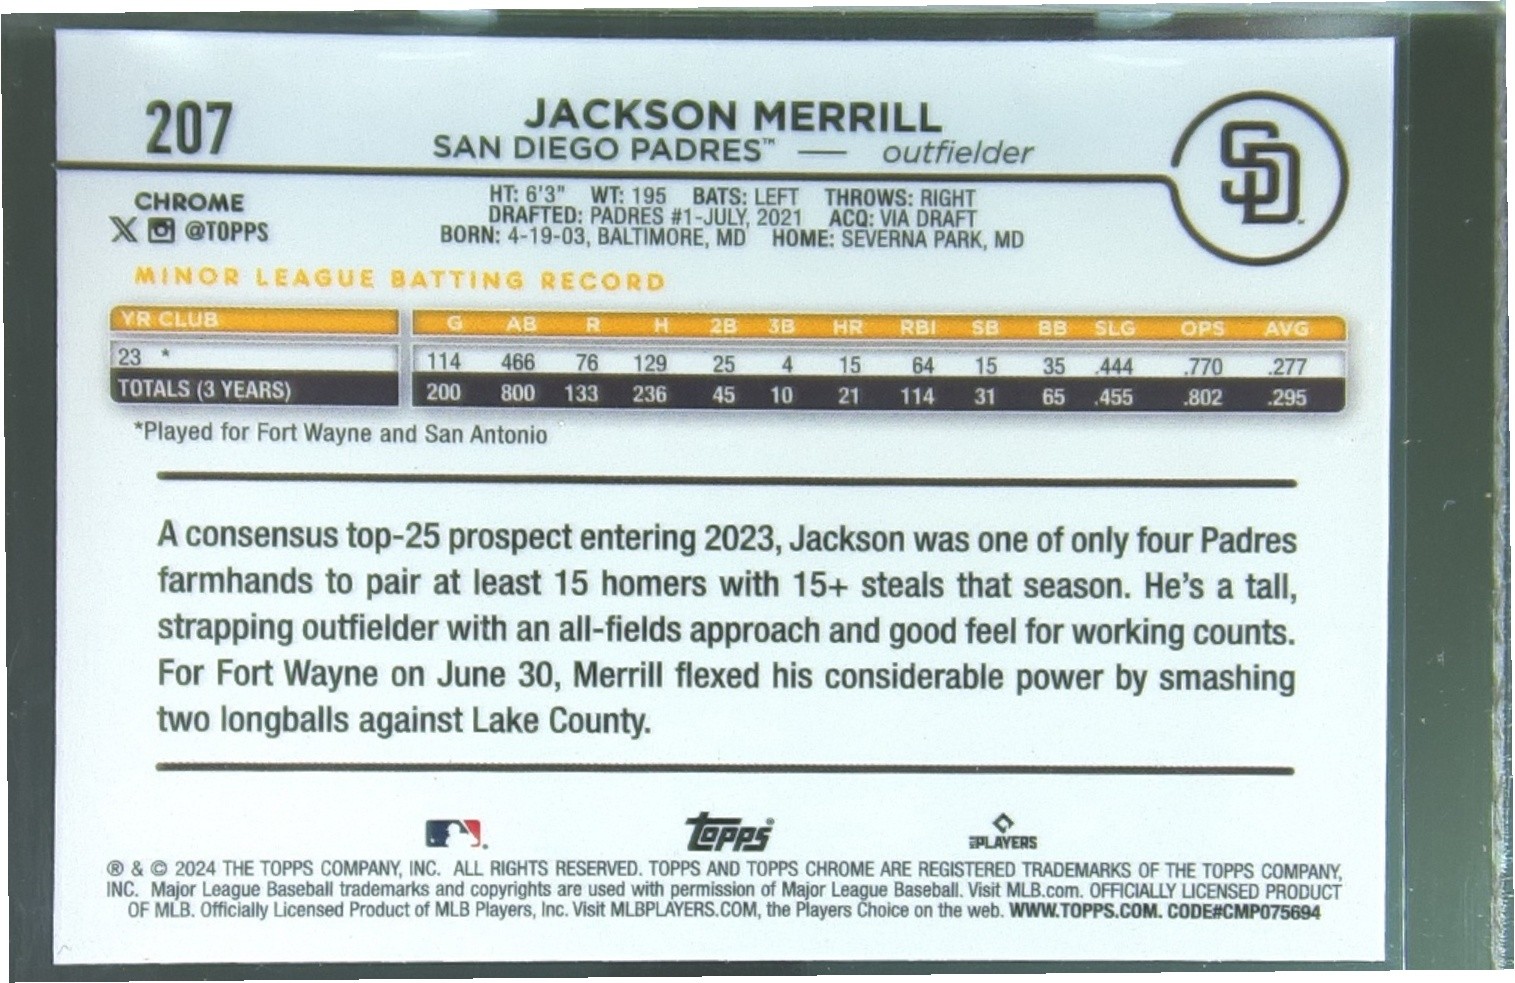 207
JACKSON MERRILL
SAN DIEGO PADRES™ — outfielder
SD
CHROME
@TOPPS
HT: 6'3" WT: 195 BATS: LEFT THROWS: RIGHT
DRAFTED: PADRES #1-JULY, 2021 ACQ: VIA DRAFT
BORN: 4-19-03, BALTIMORE, MD HOME: SEVERNA PARK, MD
MINOR LEAGUE BATTING RECORD
YR CLUB G AB R H 2B 3B HR RBI SB BB SLG OPS AVG
23 * 114 466 76 129 25 4 15 64 15 35 .444 .770 .277
TOTALS (3 YEARS) 200 800 133 236 45 10 21 114 31 65 .455 .802 .295
*Played for Fort Wayne and San Antonio
A consensus top-25 prospect entering 2023, Jackson was one of only four Padres
farmhands to pair at least 15 homers with 15+ steals that season. He's a tall,
strapping outfielder with an all-fields approach and good feel for working counts.
For Fort Wayne on June 30, Merrill flexed his considerable power by smashing
two longballs against Lake County.
Topps®
MLB PLAYERS
® & © 2024 THE TOPPS COMPANY, INC. ALL RIGHTS RESERVED. TOPPS AND TOPPS CHROME ARE REGISTERED TRADEMARKS OF THE TOPPS COMPANY,
INC. Major League Baseball trademarks and copyrights are used with permission of Major League Baseball. Visit MLB.com. OFFICIALLY LICENSED PRODUCT
OF MLB. Officially Licensed Product of MLB Players, Inc. Visit MLBPLAYERS.COM, the Players Choice on the web. WWW.TOPPS.COM. CODE#CMP075694